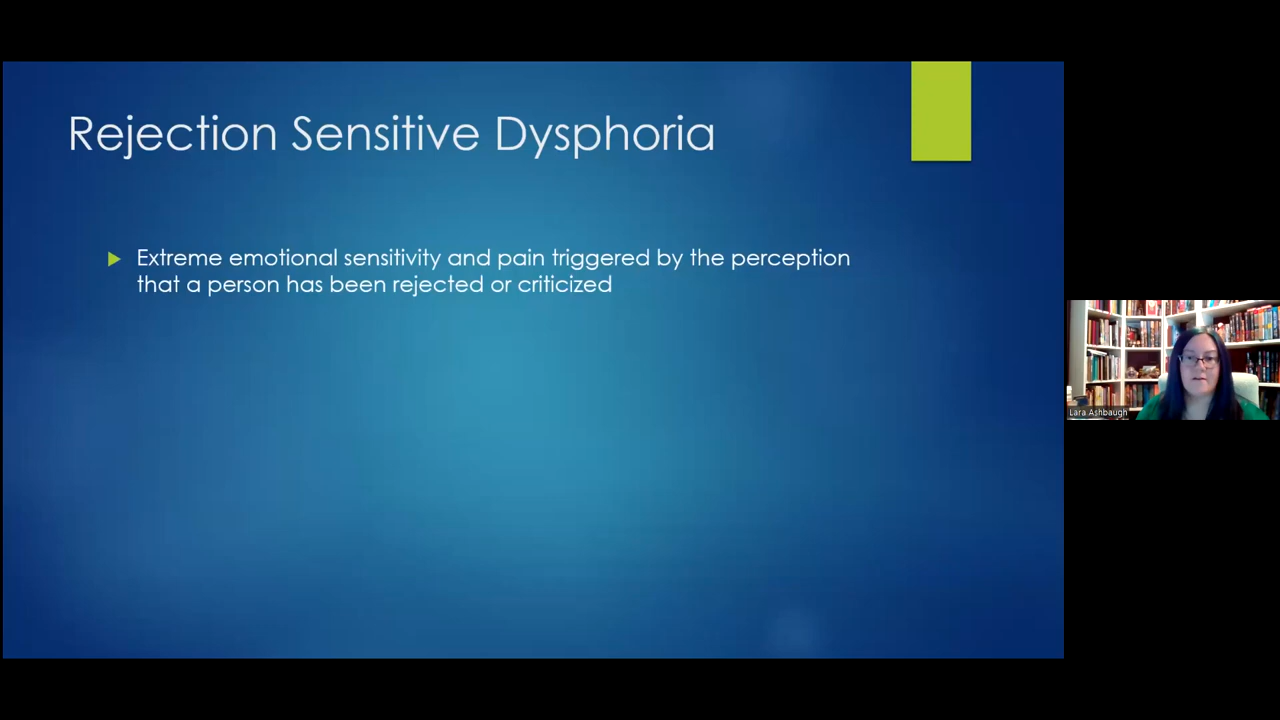 Rejection Sensitive Dysphoria
Extreme emotional sensitivity and pain triggered by the perception
that a person has been rejected or criticized
Lara Ashbaugh